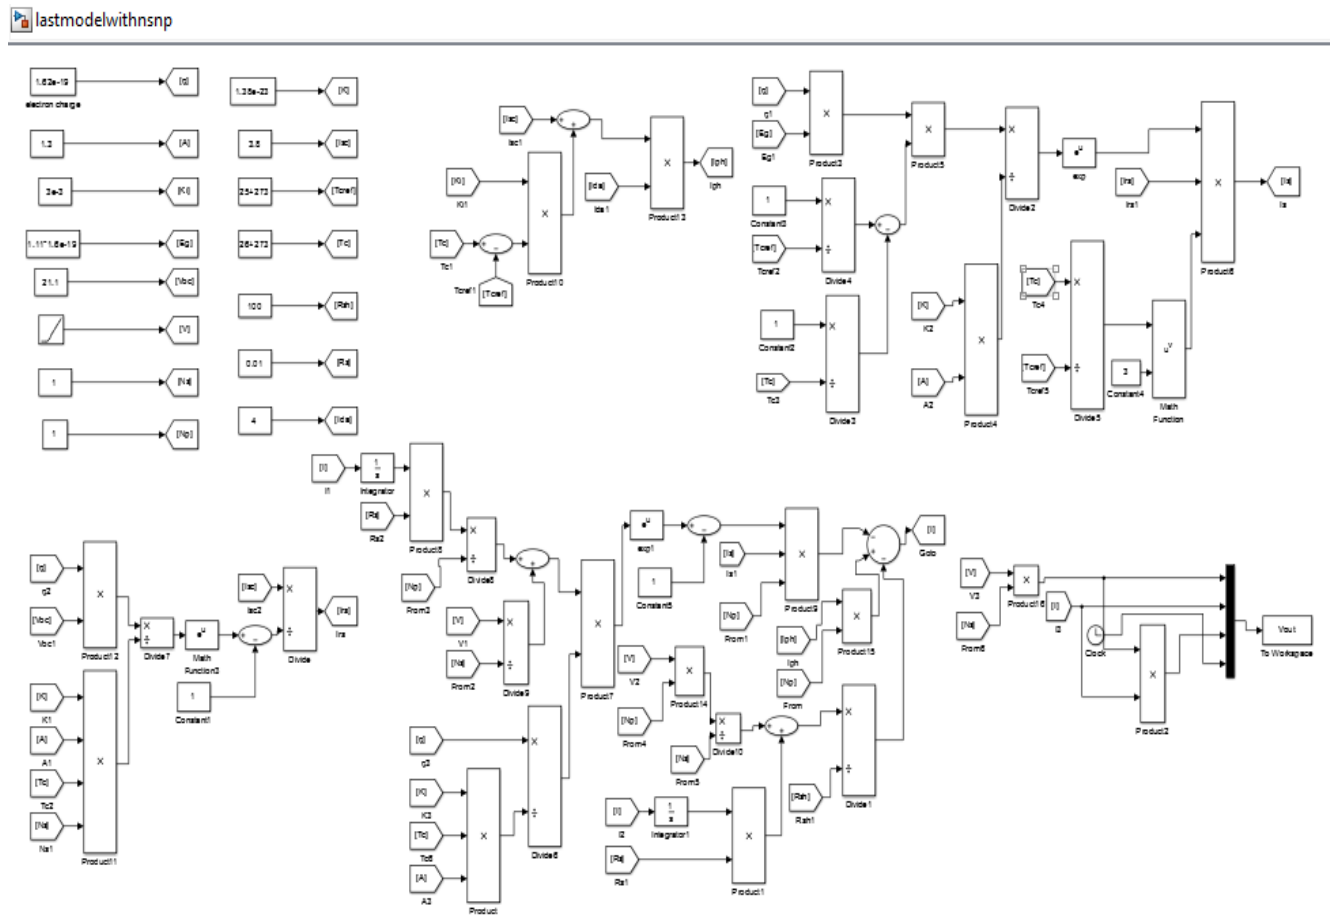 lastmodelwithnsnp
1.62e-19
[q]
electron charge
1.38e-23
[K]
[A]
[Isc]
3e-3
[Ki]
25+273
[Tcref]
1.11*1.6e-19
[Eg]
26+273
[Tc]
21.1
[Voc]
100
[Rsh]
[V]
0.01
[Rs]
1
[Ns]
4
[Ida]
1
[Np]
[Isc]
Isc1
[Ki]
Ki1
[Tc]
Tc1
Tcref1
[Tcref]
Product10
[Ida]
Ida1
Product13
[Iph]
Iph
[q]
q1
[Eg]
Eg1
Product3
Product5
1
Constant3
[Tcref]
Tcref2
Divide4
1
Constant2
[Tc]
Tc3
Divide3
[K]
K2
[A]
A2
Product4
Divide2
e^u
exp
[Irs]
Irs1
Product6
[Is]
Is
[Tc]
Tc4
[Tcref]
Tcref5
Divide5
3
Constant4
u^v
Math
Function
[I]
I1
1/s
Integrator
[Rs]
Rs2
Product8
[Np]
From3
Divide8
[V]
V1
[Ns]
From2
Divide9
[q]
q2
[Voc]
Voc1
Product12
[K]
K1
[A]
A1
[Tc]
Tc2
[Ns]
Ns1
Product11
Divide7
e^u
Math
Function3
1
Constant1
[Isc]
Isc2
Divide
[Irs]
Irs
[q]
q3
[K]
K3
[Tc]
Tc6
[A]
A3
Product
Divide6
Product7
e^u
exp1
1
Constant5
[Is]
Is1
[Np]
From1
Product9
[Iph]
Iph
[Np]
From
Product15
[I]
Goto
[V]
V2
[Np]
From4
Product14
[Ns]
From5
Divide10
[I]
I2
1/s
Integrator1
[Rs]
Rs1
Product1
[Rsh]
Rsh1
Divide1
[V]
V3
[Ns]
From6
Product16
[I]
I3
Clock
Product2
Vout
To Workspace